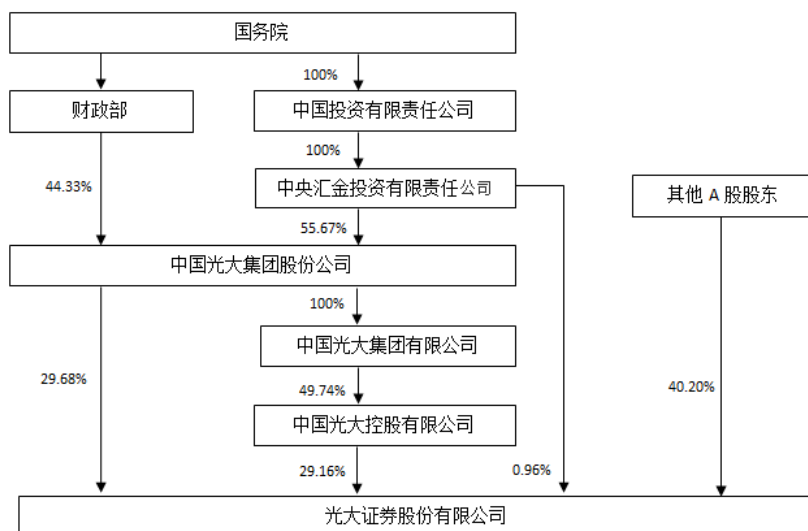 国务院
100%
财政部
中国投资有限责任公司
100%
44.33%
中央汇金投资有限责任公司
其他 A 股股东
55.67%
中国光大集团股份公司
100%
中国光大集团有限公司
29.68%
49.74%
40.20%
中国光大控股有限公司
29.16%
0.96%
光大证券股份有限公司